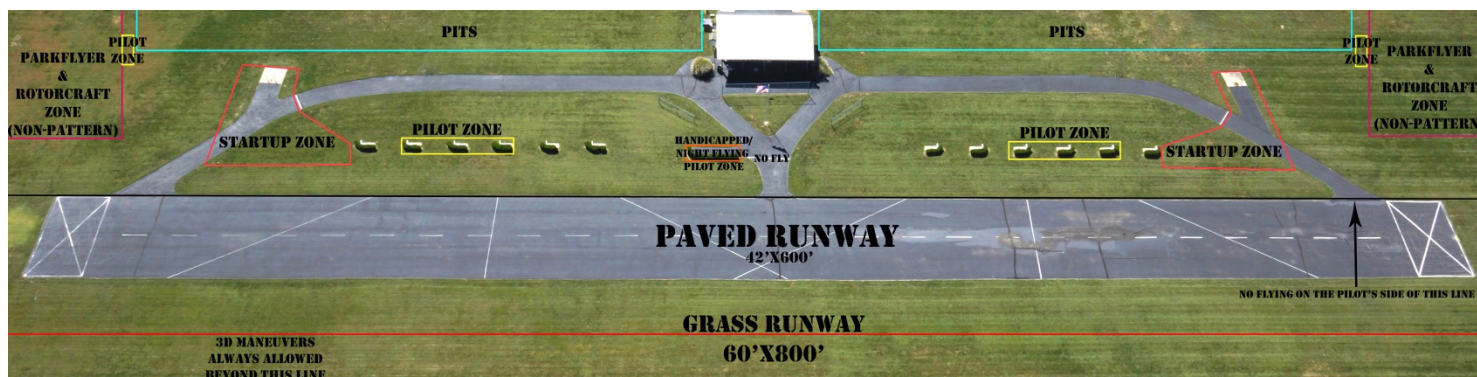 PITS
PITS
PILOT
ZONE
PILOT
ZONE
PARKFLYER
&
ROTORCRAFT
ZONE
(NON-PATTERN)
PARKFLYER
&
ROTORCRAFT
ZONE
(NON-PATTERN)
STARTUP ZONE
PILOT ZONE
HANDICAPPED/
NIGHT FLYING
PILOT ZONE
NO FLY
PILOT ZONE
STARTUP ZONE
PAVED RUNWAY
42'X600'
NO FLYING ON THE PILOT'S SIDE OF THIS LINE
GRASS RUNWAY
60'X800'
3D MANEUVERS
ALWAYS ALLOWED
BEYOND THIS LINE